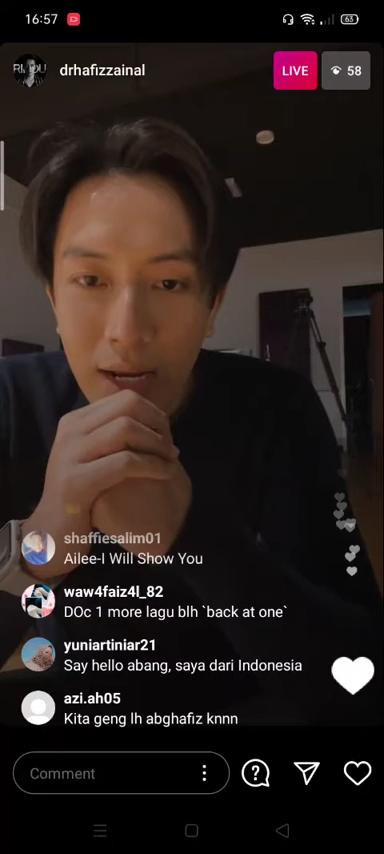 16:57
63
drhafizzainal
LIVE
58
shaffiesalim01
Ailee-I Will Show You
waw4faiz4l_82
DOc 1 more lagu blh `back at one`
yuniartiniar21
Say hello abang, saya dari Indonesia
azi.ah05
Kita geng lh abghafiz knnn
Comment